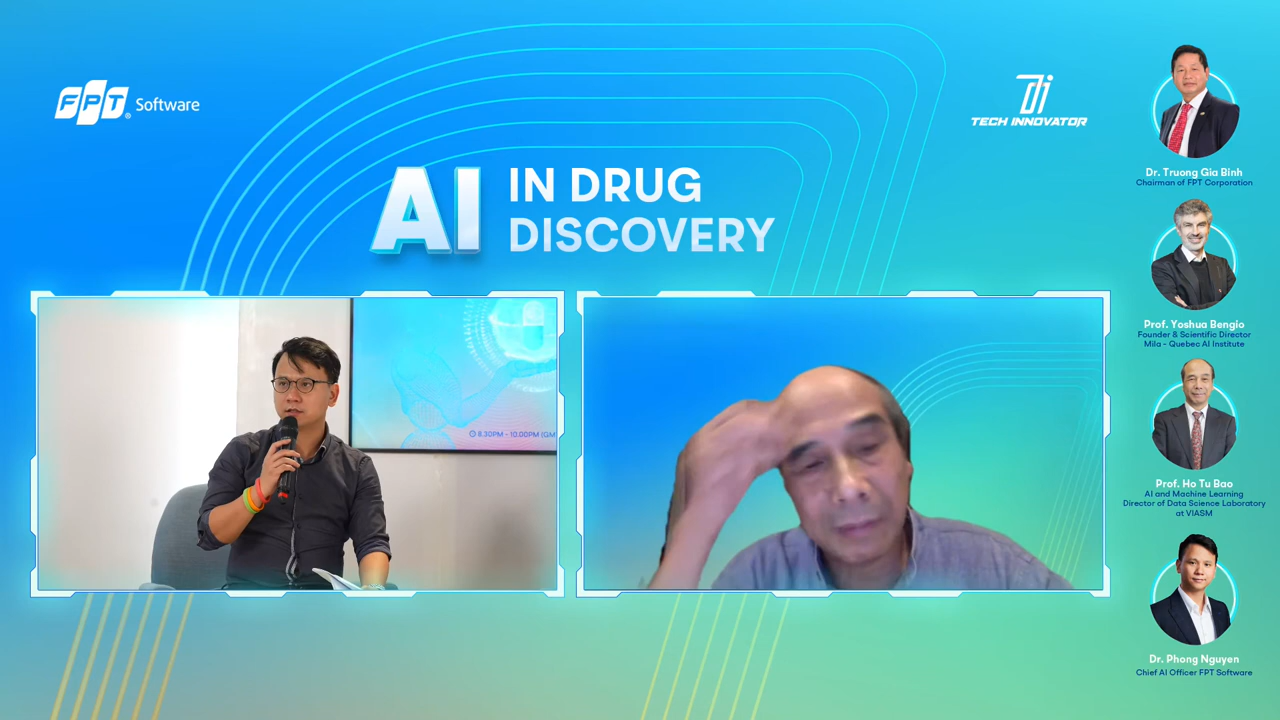 FPT® Software
TECH INNOVATOR
AI
IN DRUG
DISCOVERY
8.30PM - 10.00PM (GM
Dr. Truong Gia Binh
Chairman of FPT Corporation
Prof. Yoshua Bengio
Founder & Scientific Director
Mila - Quebec AI Institute
Prof. Ho Tu Bao
AI and Machine Learning
Director of Data Science Laboratory
at VIASM
Dr. Phong Nguyen
Chief AI Officer FPT Software